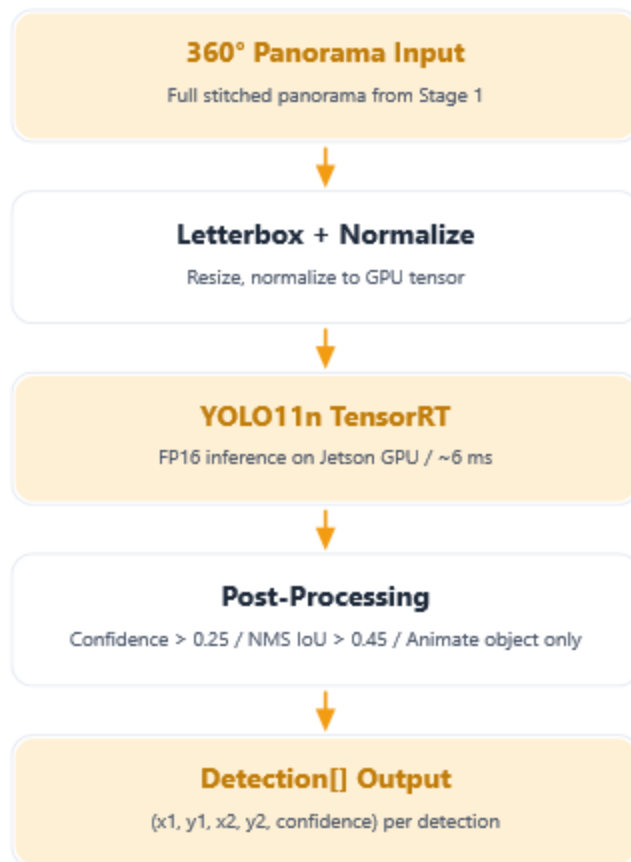 360° Panorama Input
Full stitched panorama from Stage 1
Letterbox + Normalize
Resize, normalize to GPU tensor
YOLO11n TensorRT
FP16 inference on Jetson GPU / ~6 ms
Post-Processing
Confidence > 0.25 / NMS IoU > 0.45 / Animate object only
Detection[] Output
(x1, y1, x2, y2, confidence) per detection